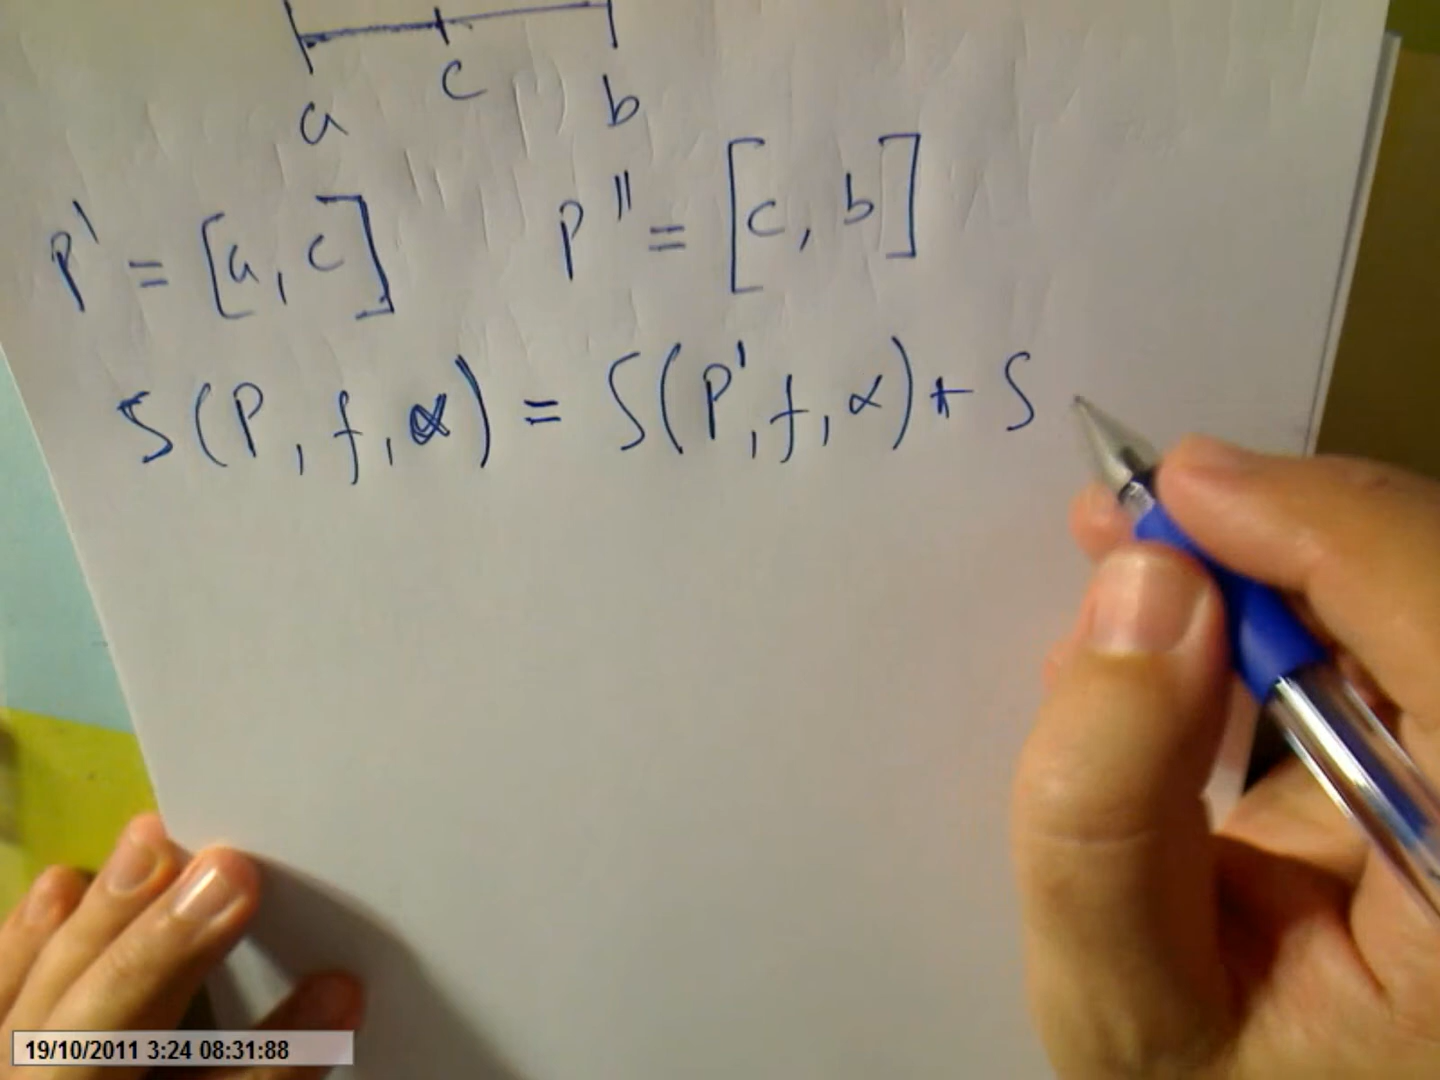 a c b
P' = [a, c] P'' = [c, b]
S(P, f, α) = S(P', f, α) + S
19/10/2011 3:24 08:31:88